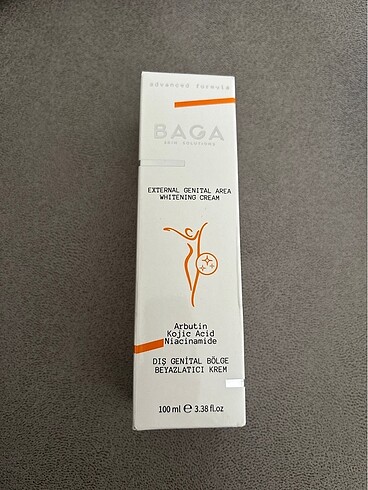 advanced formula
BAGA
SKIN SOLUTIONS
EXTERNAL GENITAL AREA
WHITENING CREAM
Arbutin
Kojic Acid
Niacinamide
DIŞ GENİTAL BÖLGE
BEYAZLATICI KREM
100 ml ℮ 3.38 fl.oz